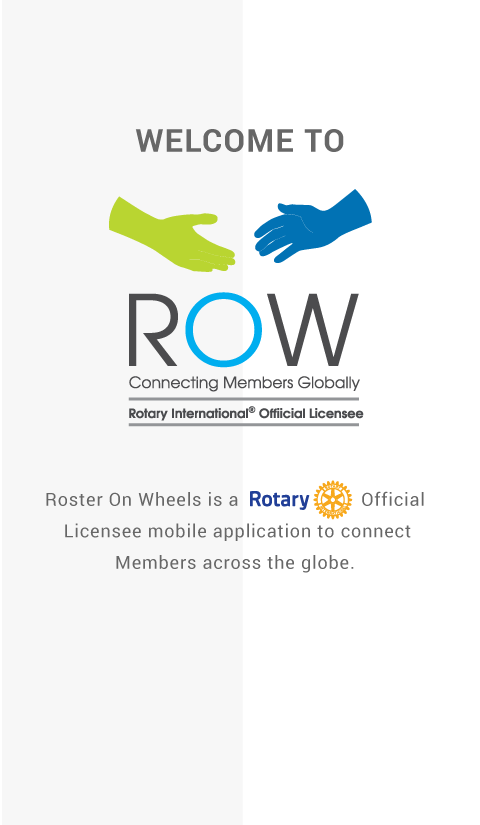 WELCOME TO
ROW
Connecting Members Globally
Rotary International® Offiicial Licensee
Roster On Wheels is a Rotary Official
Licensee mobile application to connect
Members across the globe.